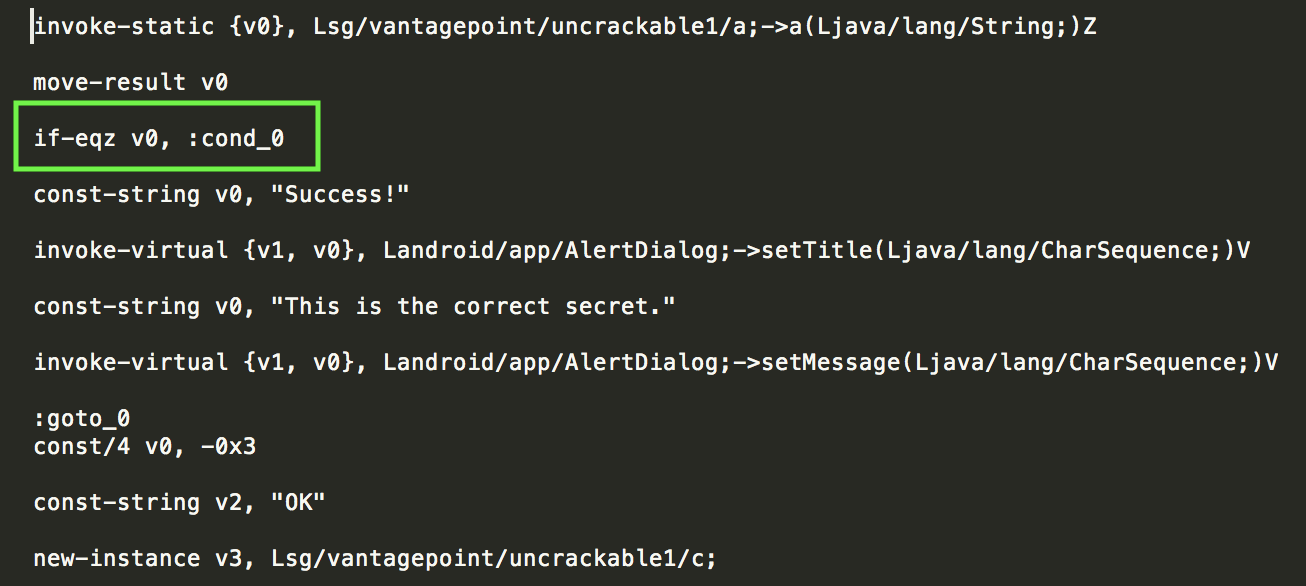 invoke-static {v0}, Lsg/vantagepoint/uncrackable1/a;->a(Ljava/lang/String;)Z
move-result v0
if-eqz v0, :cond_0
const-string v0, "Success!"
invoke-virtual {v1, v0}, Landroid/app/AlertDialog;->setTitle(Ljava/lang/CharSequence;)V
const-string v0, "This is the correct secret."
invoke-virtual {v1, v0}, Landroid/app/AlertDialog;->setMessage(Ljava/lang/CharSequence;)V
:goto_0
const/4 v0, -0x3
const-string v2, "OK"
new-instance v3, Lsg/vantagepoint/uncrackable1/c;